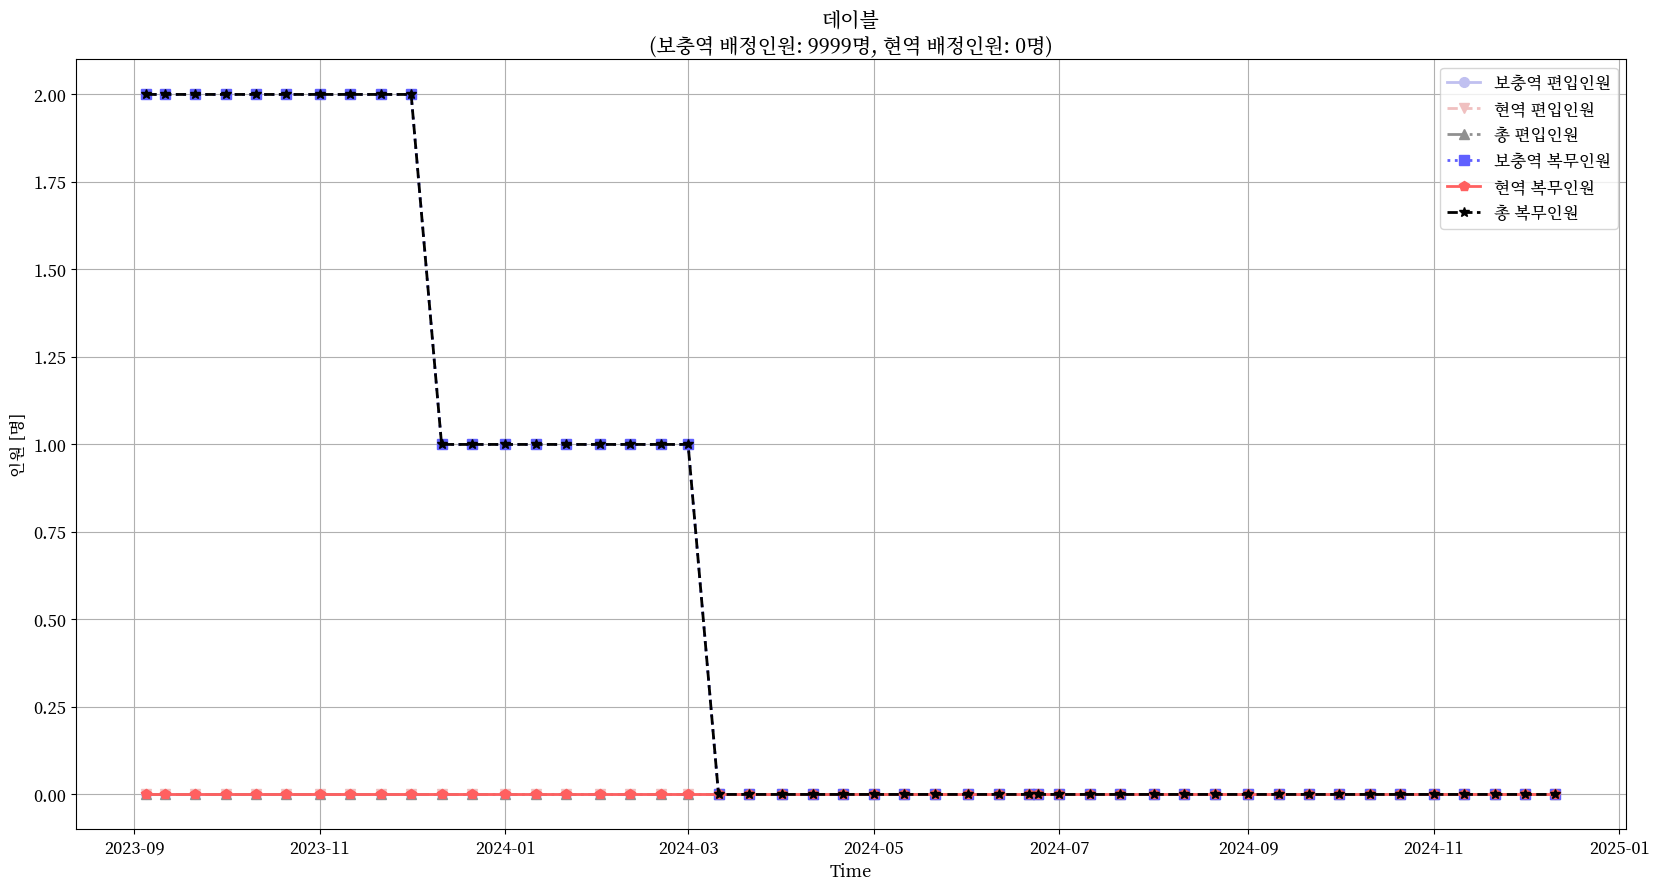 데이블
(보충역 배정인원: 9999명, 현역 배정인원: 0명)
보충역 편입인원
현역 편입인원
총 편입인원
보충역 복무인원
현역 복무인원
총 복무인원
2.00
1.75
1.50
1.25
1.00
0.75
0.50
0.25
0.00
인원 [명]
2023-09
2023-11
2024-01
2024-03
2024-05
2024-07
2024-09
2024-11
2025-01
Time